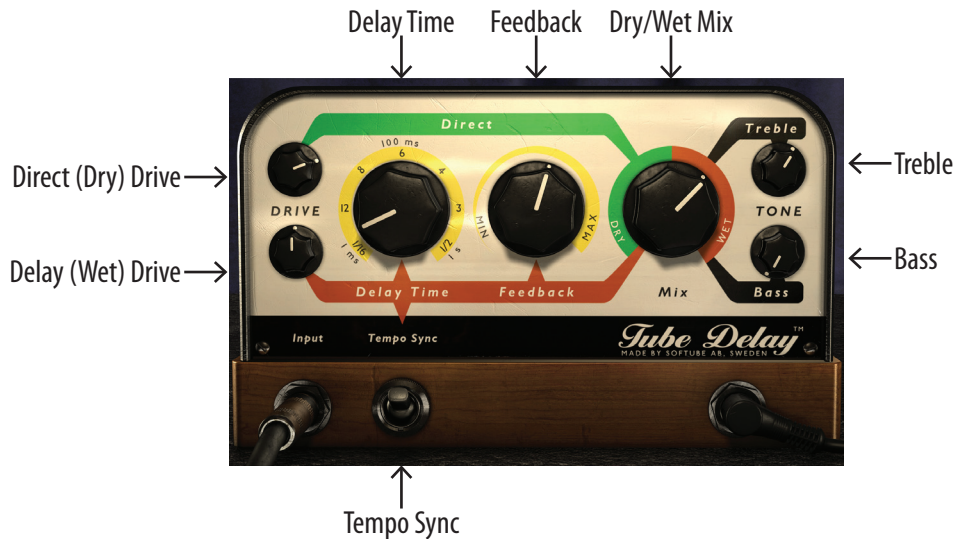 Delay Time
Feedback
Dry/Wet Mix
Direct (Dry) Drive
Delay (Wet) Drive
Treble
Bass
Tempo Sync
Direct
Treble
100 ms
6
8
4
12
3
1/16
1/2
1 ms
1 s
DRIVE
MIN
MAX
DRY
WET
TONE
Delay Time
Feedback
Mix
Bass
Input
Tempo Sync
Tube Delay™
MADE BY SOFTUBE AB, SWEDEN